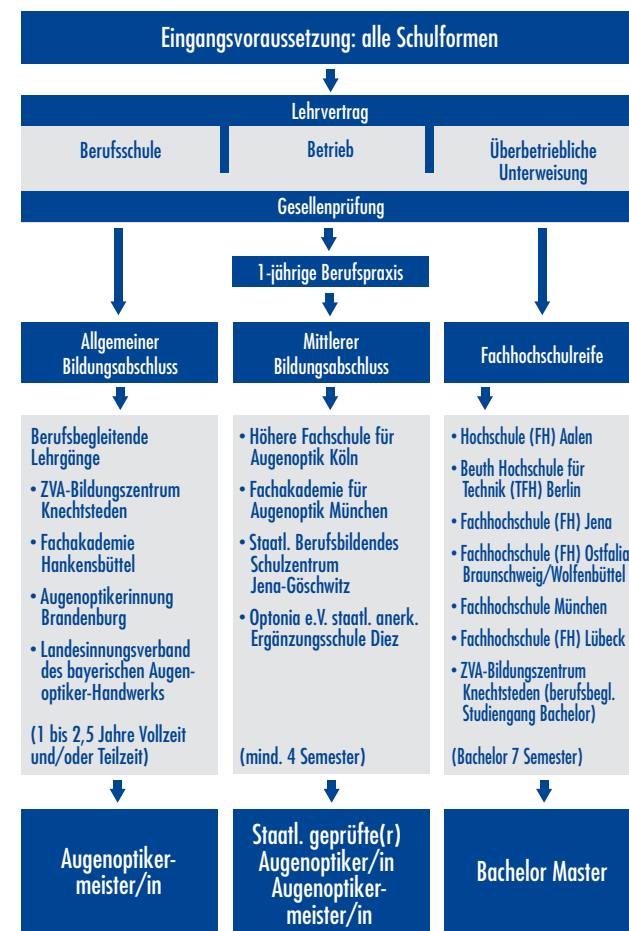 Eingangsvoraussetzung: alle Schulformen
Lehrvertrag
Berufsschule
Betrieb
Überbetriebliche
Unterweisung
Gesellenprüfung
1-jährige Berufspraxis
Allgemeiner
Bildungsabschluss
Mittlerer
Bildungsabschluss
Fachhochschulreife
Berufsbegleitende
Lehrgänge
• ZVA-Bildungszentrum
Knechtsteden
• Fachakademie
Hankensbüttel
• Augenoptikerinnung
Brandenburg
• Landesinnungsverband
des bayerischen Augen-
optiker-Handwerks
(1 bis 2,5 Jahre Vollzeit
und/oder Teilzeit)
• Höhere Fachschule für
Augenoptik Köln
• Fachakademie für
Augenoptik München
• Staatl. Berufsbildendes
Schulzentrum
Jena-Göschwitz
• Optonia e.V. staatl. anerk.
Ergänzungsschule Diez
(mind. 4 Semester)
• Hochschule (FH) Aalen
• Beuth Hochschule für
Technik (TFH) Berlin
• Fachhochschule (FH) Jena
• Fachhochschule (FH) Ostfalia
Braunschweig/Wolfenbüttel
• Fachhochschule München
• Fachhochschule (FH) Lübeck
• ZVA-Bildungszentrum
Knechtsteden (berufsbegl.
Studiengang Bachelor)
(Bachelor 7 Semester)
Augenoptiker-
meister/in
Staatl. geprüfte(r)
Augenoptiker/in
Augenoptiker-
meister/in
Bachelor Master